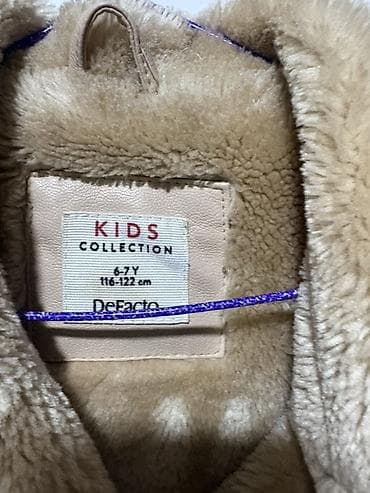 KIDS
COLLECTION
6-7 Y
116-122 cm
DeFacto